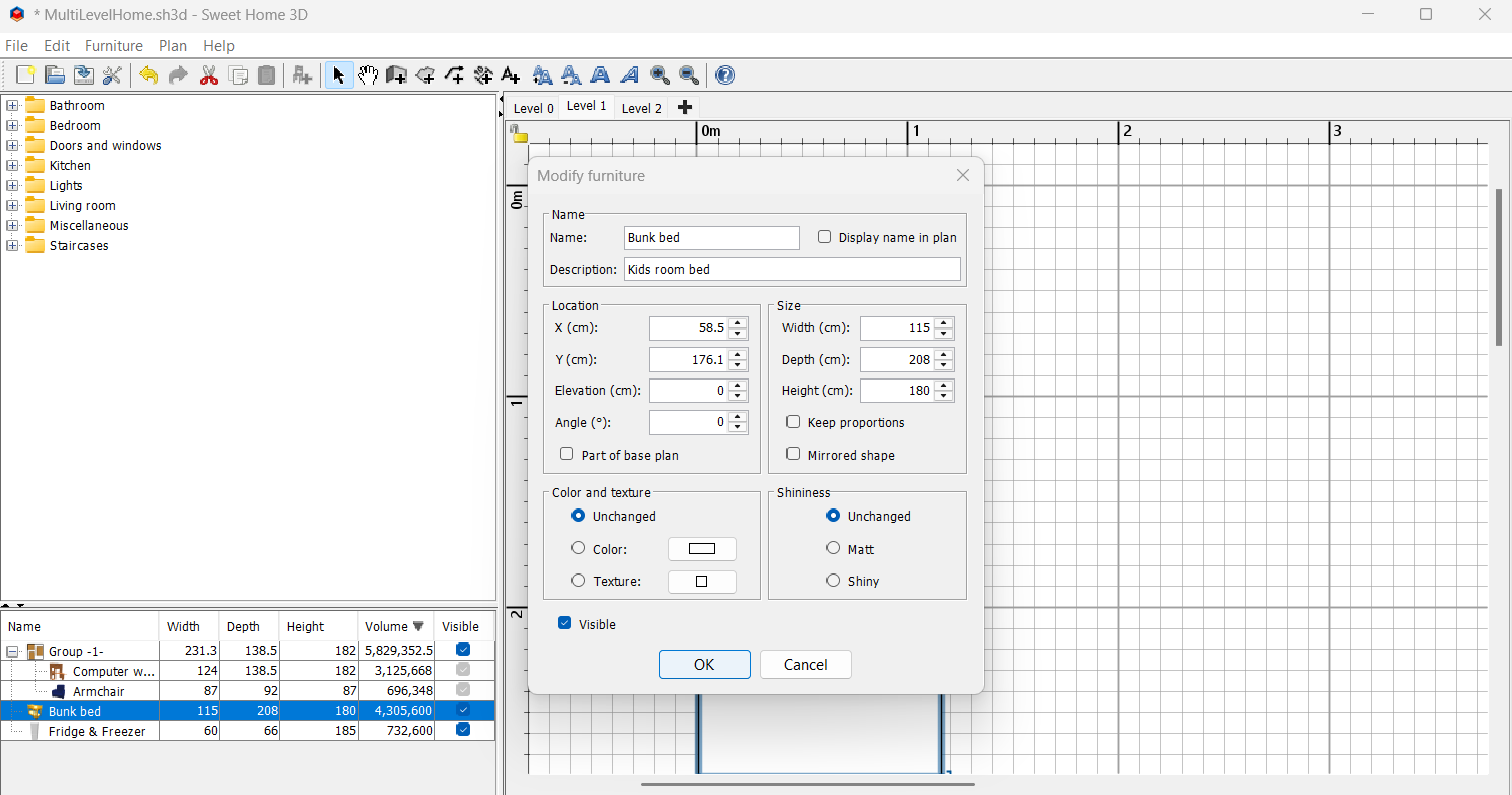 * MultiLevelHome.sh3d - Sweet Home 3D
File Edit Furniture Plan Help
Bathroom
Bedroom
Doors and windows
Kitchen
Lights
Living room
Miscellaneous
Staircases
Name Width Depth Height Volume Visible
Group -1- 231.3 138.5 182 5,829,352.5
Computer w... 124 138.5 182 3,125,668
Armchair 87 92 87 696,348
Bunk bed 115 208 180 4,305,600
Fridge & Freezer 60 66 185 732,600
Level 0 Level 1 Level 2
0m 1 2 3
0m
1
2
Modify furniture
Name
Name: Bunk bed Display name in plan
Description: Kids room bed
Location
X (cm): 58.5
Y (cm): 176.1
Elevation (cm): 0
Angle (°): 0
Part of base plan
Size
Width (cm): 115
Depth (cm): 208
Height (cm): 180
Keep proportions
Mirrored shape
Color and texture
Unchanged
Color:
Texture:
Shininess
Unchanged
Matt
Shiny
Visible
OK Cancel